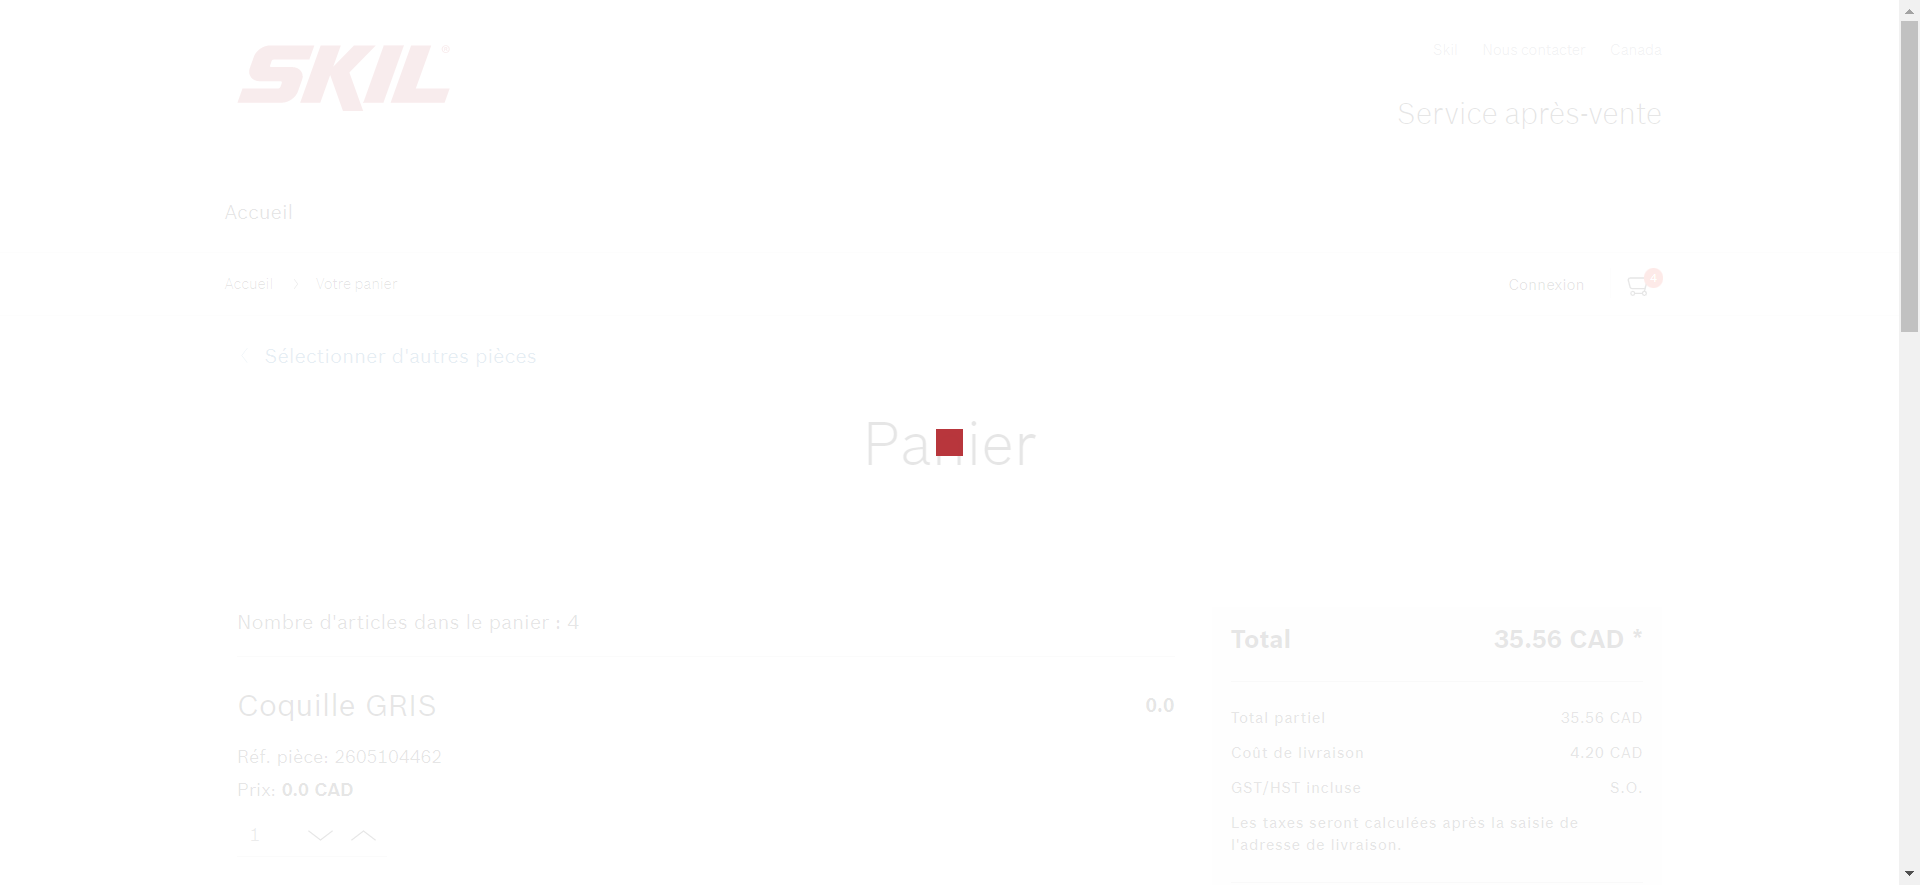 SKIL®
Skil Nous contacter Canada
Service après-vente
Accueil
Accueil > Votre panier
Connexion 4
Sélectionner d'autres pièces
Panier
Nombre d'articles dans le panier : 4
Total 35.56 CAD *
Coquille GRIS 0.0
Total partiel 35.56 CAD
Réf. pièce: 2605104462
Coût de livraison 4.20 CAD
Prix: 0.0 CAD
GST/HST incluse S.O.
1
Les taxes seront calculées après la saisie de
l'adresse de livraison.